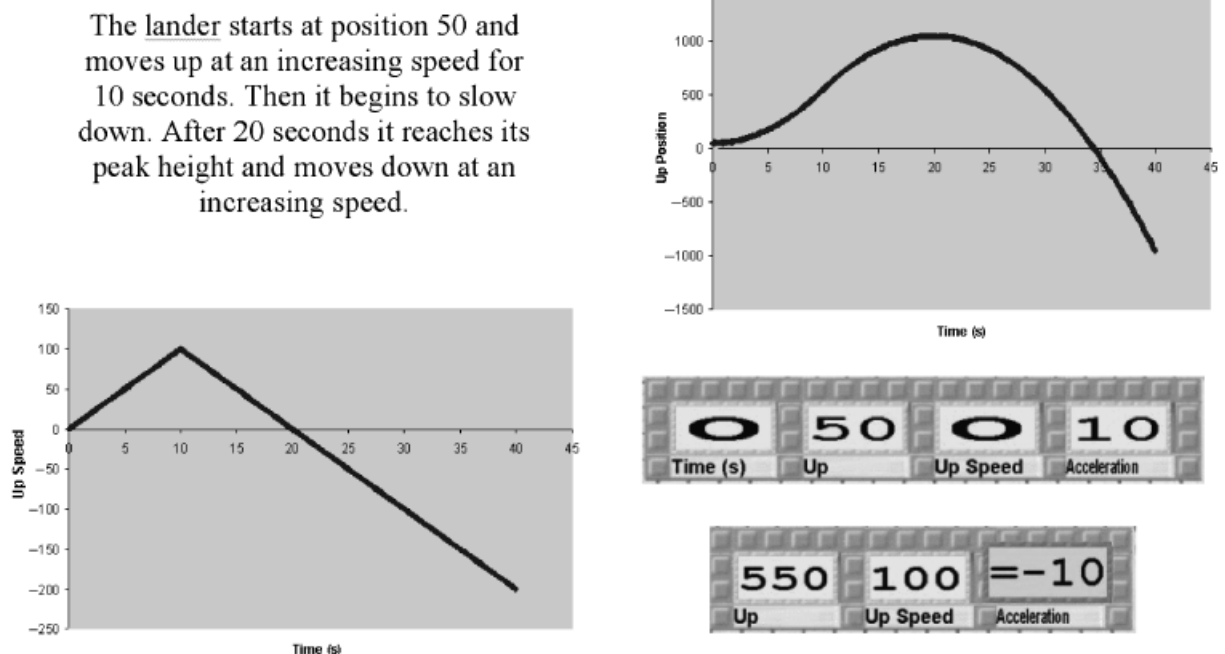 The lander starts at position 50 and
moves up at an increasing speed for
10 seconds. Then it begins to slow
down. After 20 seconds it reaches its
peak height and moves down at an
increasing speed.
1000
500
0
−500
−1000
−1500
Up Position
0 5 10 15 20 25 30 35 40 45
Time (s)
150
100
50
0
−50
−100
−150
−200
−250
Up Speed
0 5 10 15 20 25 30 35 40 45
Time (s)
0 50 0 10
Time (s) Up Up Speed Acceleration
550 100 =-10
Up Up Speed Acceleration